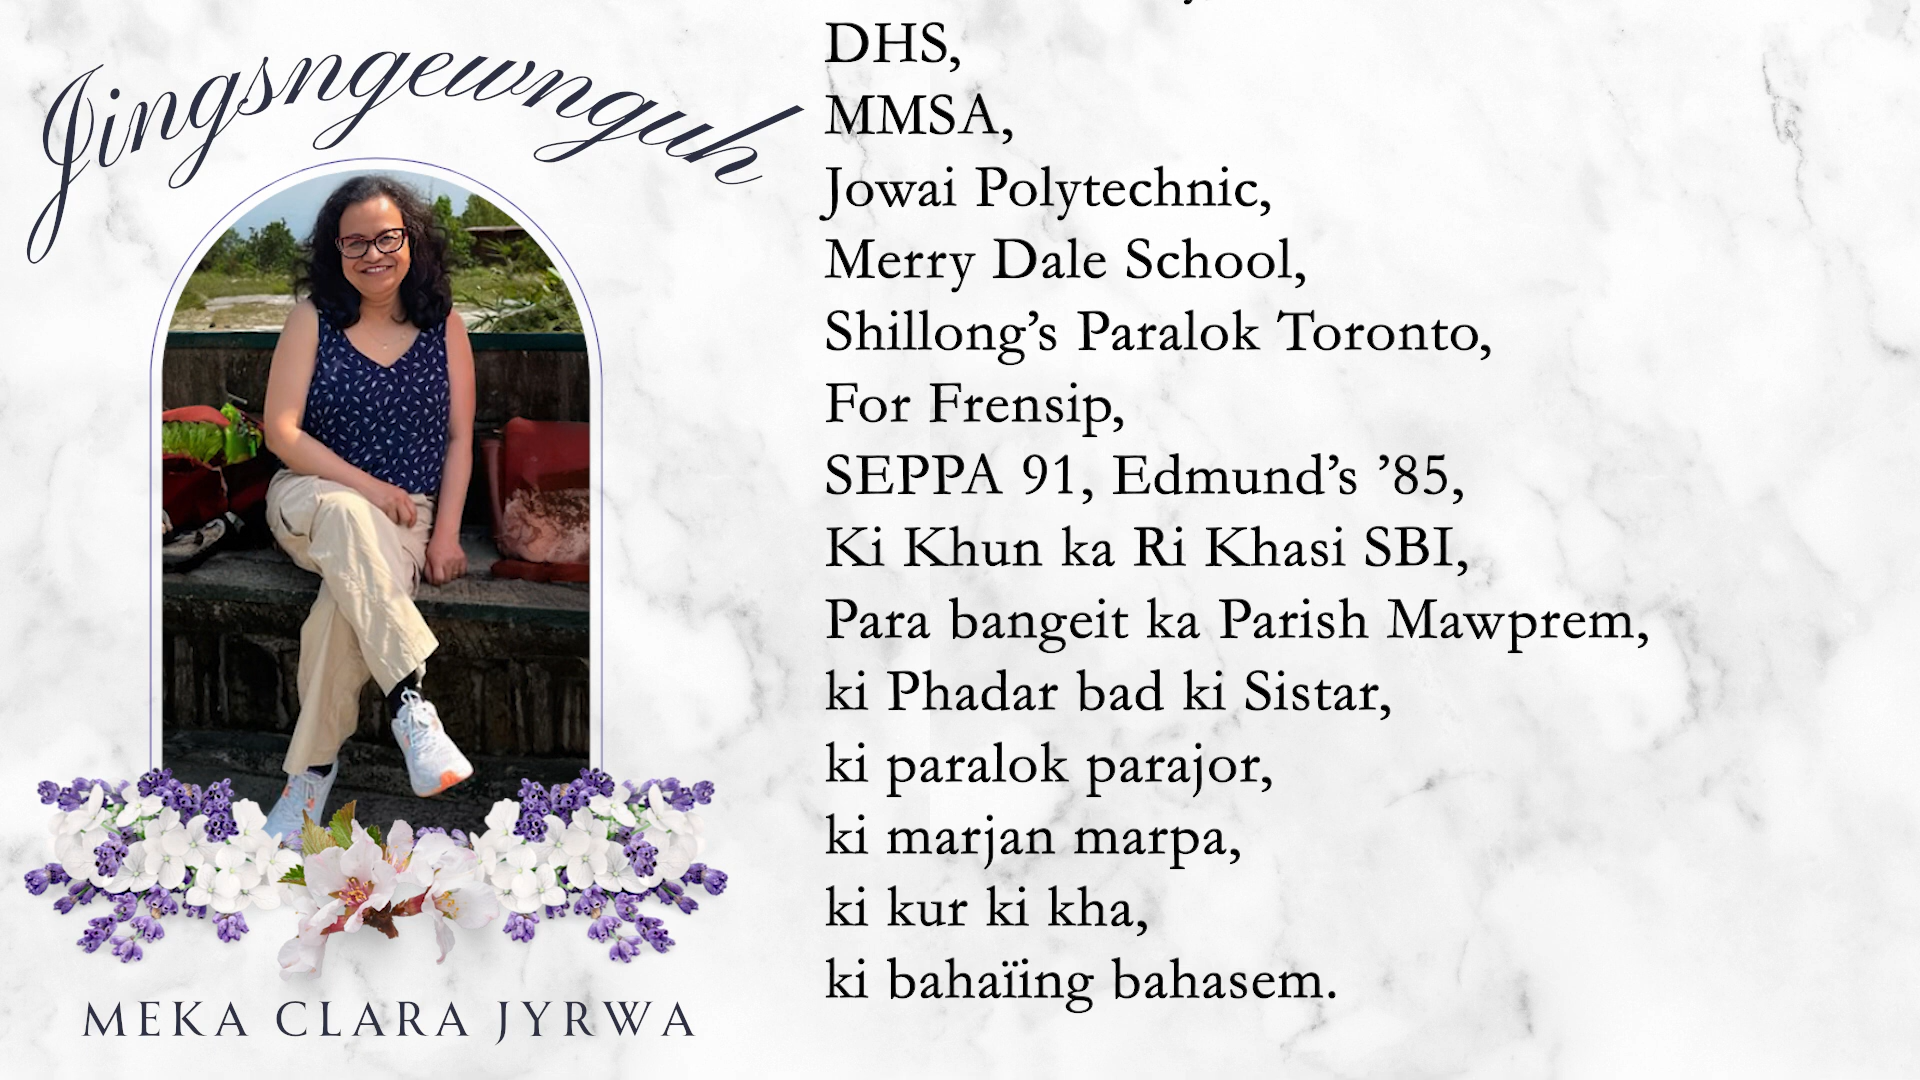 Jingsngewnguh
MEKA CLARA JYRWA
DHS,
MMSA,
Jowai Polytechnic,
Merry Dale School,
Shillong’s Paralok Toronto,
For Frensip,
SEPPA 91, Edmund’s ’85,
Ki Khun ka Ri Khasi SBI,
Para bangeit ka Parish Mawprem,
ki Phadar bad ki Sistar,
ki paralok parajor,
ki marjan marpa,
ki kur ki kha,
ki bahaïing bahasem.